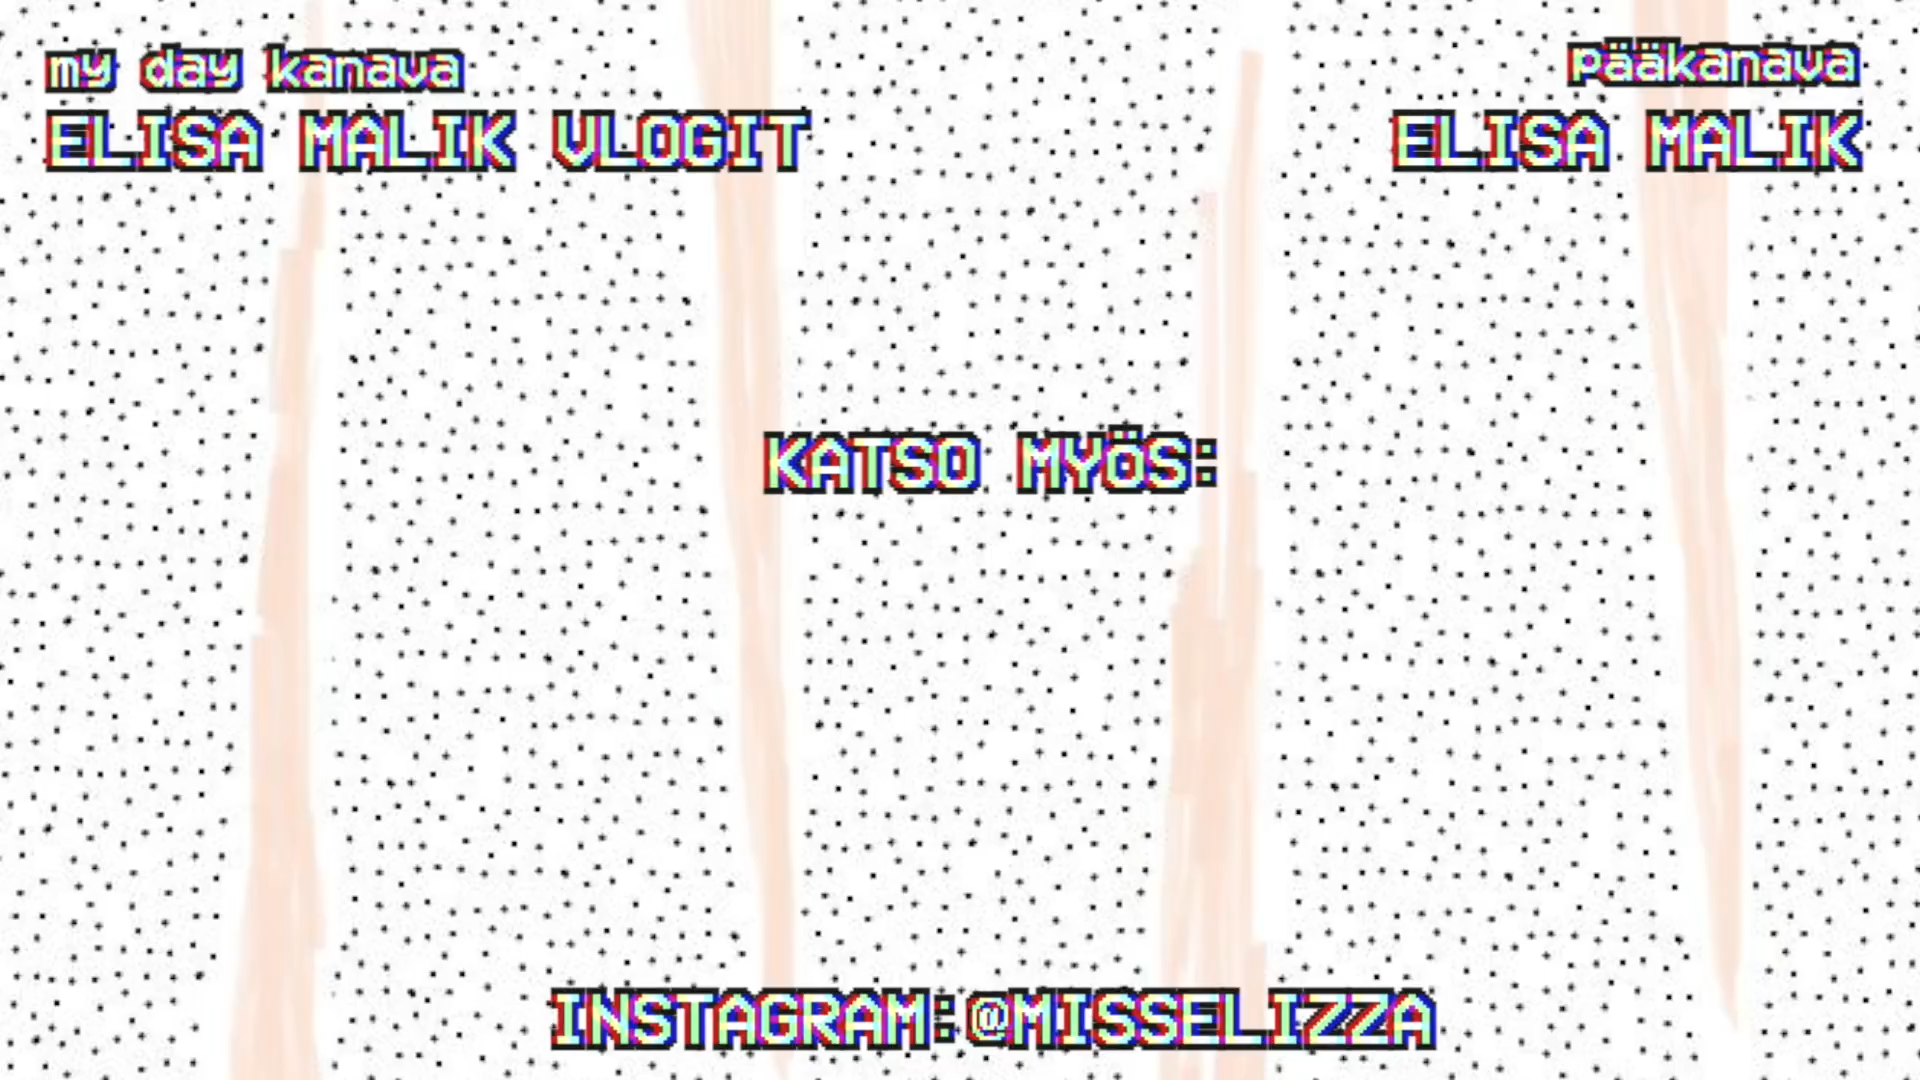 my day kanava
ELISA MALIK VLOGIT
pääkanava
ELISA MALIK
KATSO MYÖS:
INSTAGRAM:@MISSELIZZA